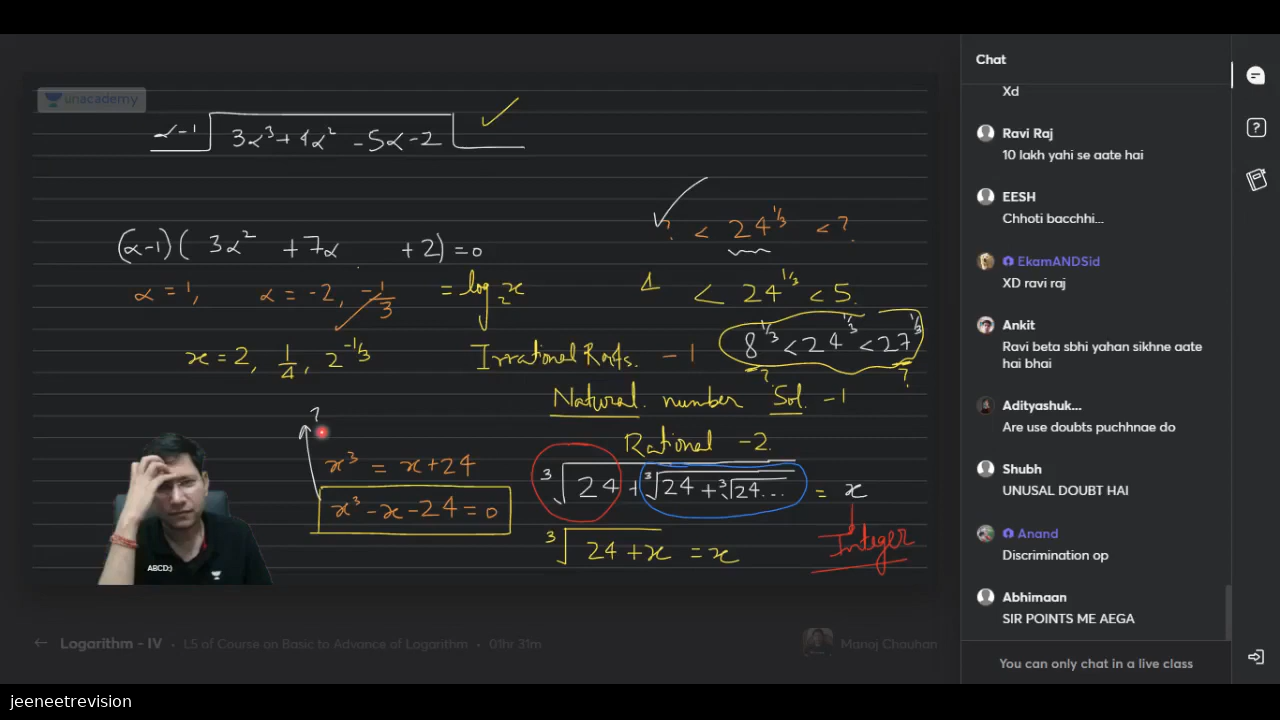 unacademy
α-1 3α³+4α² -5α-2
(α-1)( 3α² +7α +2) =0
? < 24^1/3 < ?
α = 1, α = -2, -1/3 = log₂x
4 < 24^1/3 < 5.
x = 2, 1/4, 2^-1/3
Irrational Roots. -1
8^1/3 < 24^1/3 < 27^1/3
? ?
Natural number Sol. -1
Rational -2
?
x³ = x+24
x³-x-24=0
∛24+∛24+∛24... = x
Integer
∛24+x = x
ABCD:)
← Logarithm - IV • L5 of Course on Basic to Advance of Logarithm • 01hr 31m
Manoj Chauhan
Chat
Xd
Ravi Raj
10 lakh yahi se aate hai
EESH
Chhoti bacchhi...
EkamANDSid
XD ravi raj
Ankit
Ravi beta sbhi yahan sikhne aate
hai bhai
Adityashuk...
Are use doubts puchhnae do
Shubh
UNUSAL DOUBT HAI
Anand
Discrimination op
Abhimaan
SIR POINTS ME AEGA
You can only chat in a live class
?
jeeneetrevision